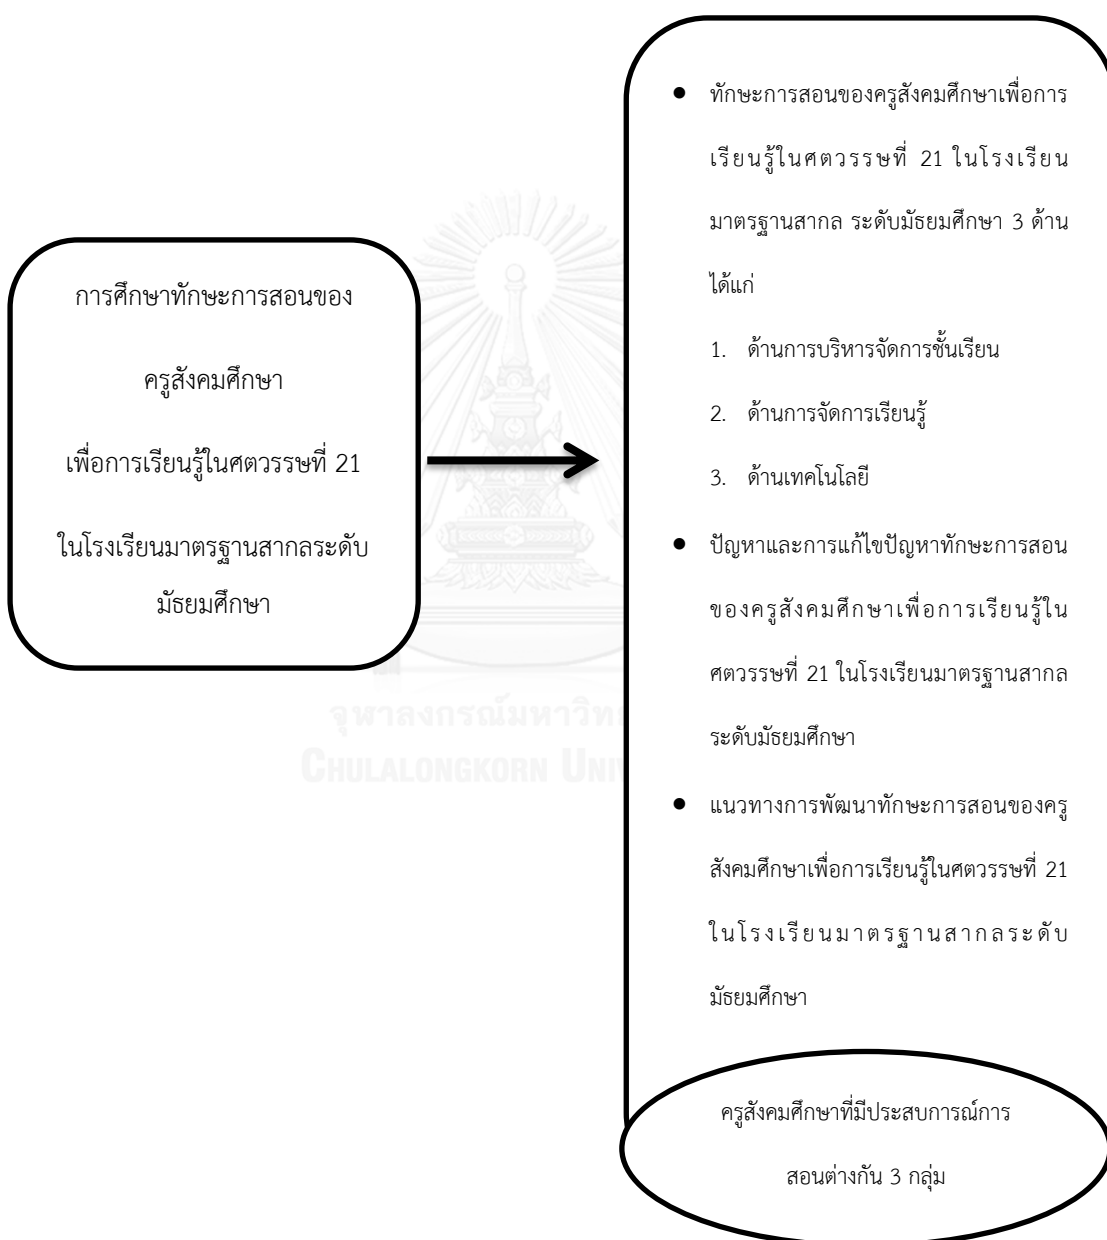 การศึกษาทักษะการสอนของ
ครูสังคมศึกษา
เพื่อการเรียนรู้ในศตวรรษที่ 21
ในโรงเรียนมาตรฐานสากลระดับ
มัธยมศึกษา
● ทักษะการสอนของครูสังคมศึกษาเพื่อการ
เรียนรู้ในศตวรรษที่ 21 ในโรงเรียน
มาตรฐานสากล ระดับมัธยมศึกษา 3 ด้าน
ได้แก่
1. ด้านการบริหารจัดการชั้นเรียน
2. ด้านการจัดการเรียนรู้
3. ด้านเทคโนโลยี
● ปัญหาและการแก้ไขปัญหาทักษะการสอน
ของครูสังคมศึกษาเพื่อการเรียนรู้ใน
ศตวรรษที่ 21 ในโรงเรียนมาตรฐานสากล
ระดับมัธยมศึกษา
● แนวทางการพัฒนาทักษะการสอนของครู
สังคมศึกษาเพื่อการเรียนรู้ในศตวรรษที่ 21
ในโรงเรียนมาตรฐานสากลระดับ
มัธยมศึกษา
ครูสังคมศึกษาที่มีประสบการณ์การ
สอนต่างกัน 3 กลุ่ม
จุฬาลงกรณ์มหาวิท
CHULALONGKORN UNI